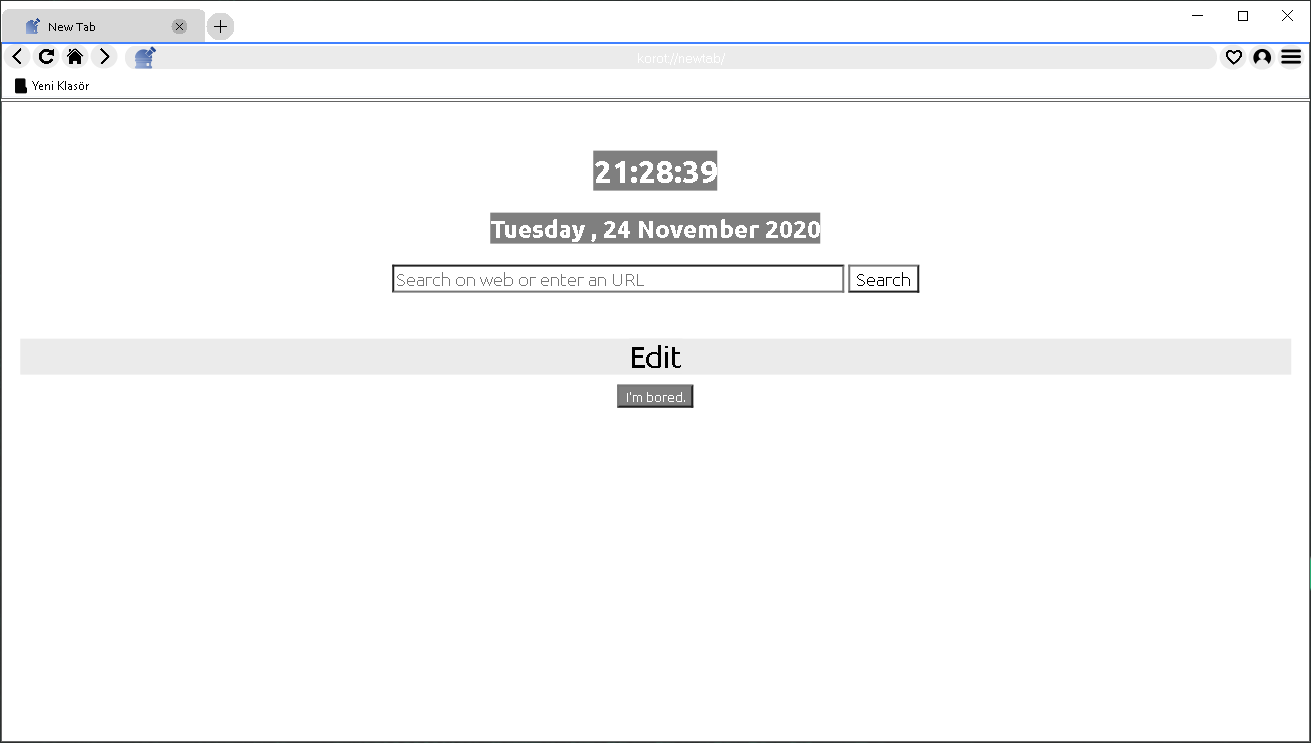 New Tab
korot://newtab/
Yeni Klasör
21:28:39
Tuesday , 24 November 2020
Search on web or enter an URL Search
Edit
I'm bored.